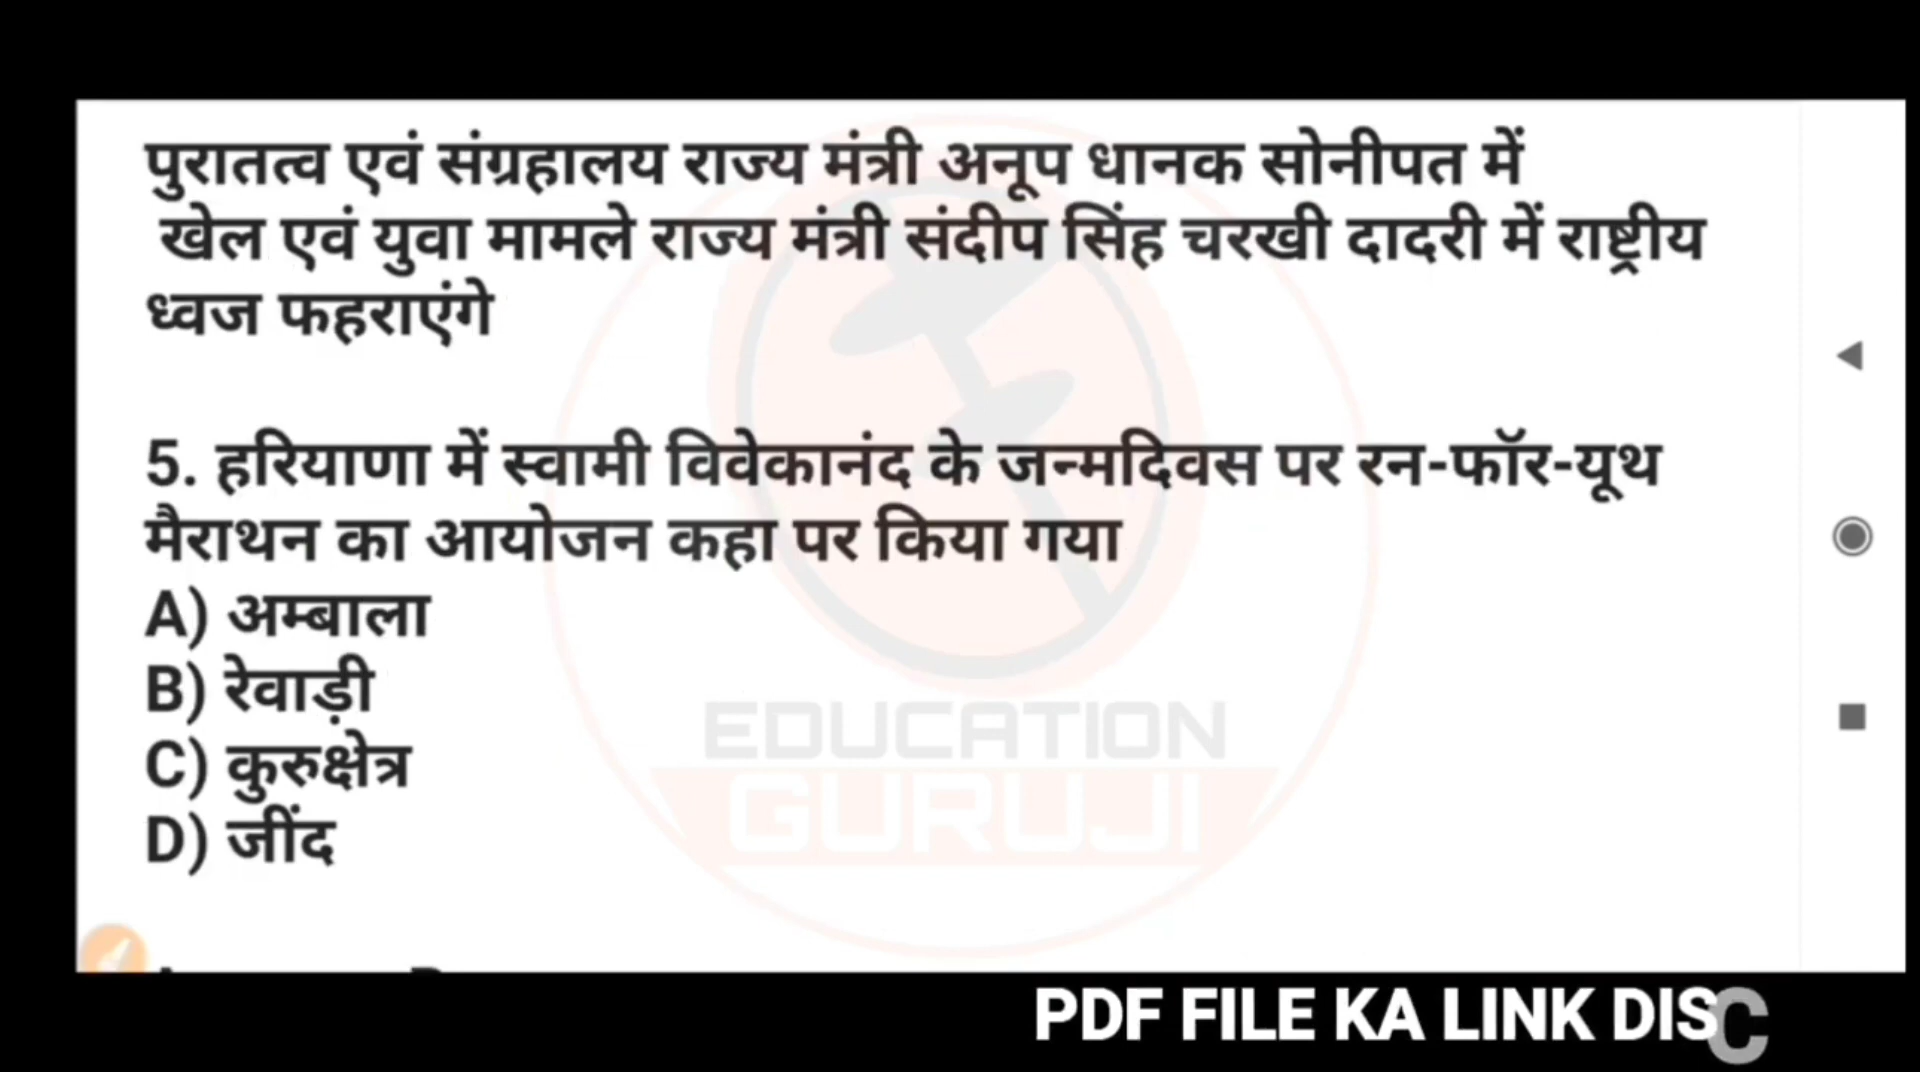 पुरातत्व एवं संग्रहालय राज्य मंत्री अनूप धानक सोनीपत में
खेल एवं युवा मामले राज्य मंत्री संदीप सिंह चरखी दादरी में राष्ट्रीय
ध्वज फहराएंगे
5. हरियाणा में स्वामी विवेकानंद के जन्मदिवस पर रन-फॉर-यूथ
मैराथन का आयोजन कहा पर किया गया
A) अम्बाला
B) रेवाड़ी
C) कुरुक्षेत्र
D) जींद
EDUCATION
GURUJI
PDF FILE KA LINK DISC